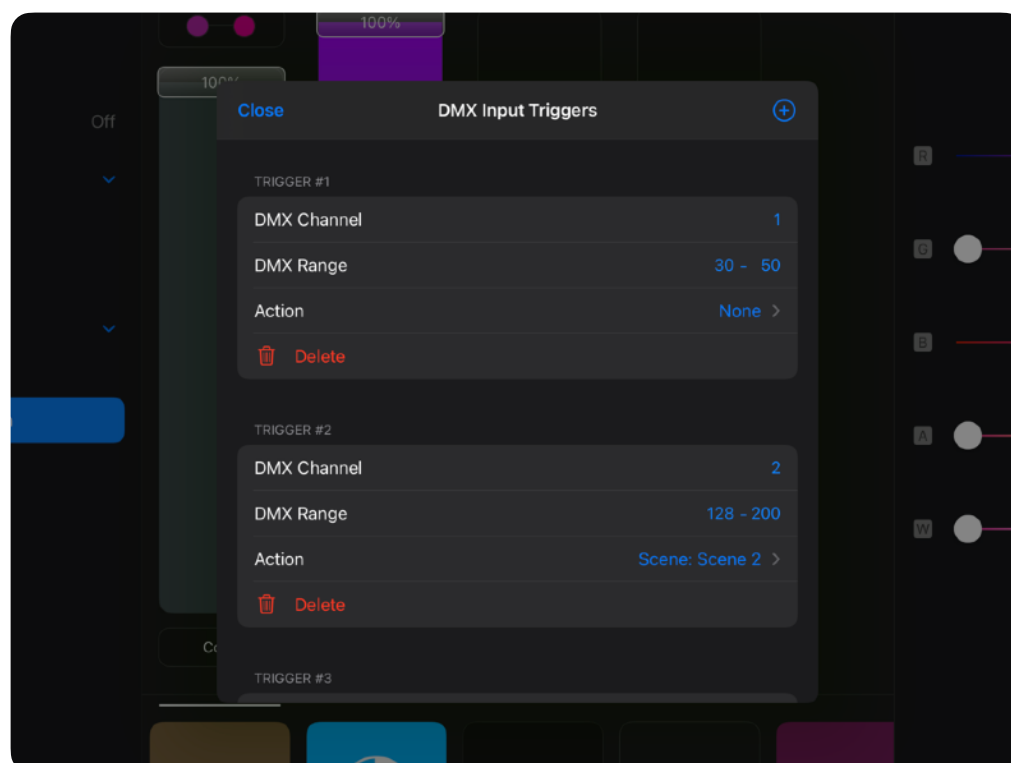 100%
100%
Close
DMX Input Triggers
Off
R
TRIGGER #1
DMX Channel 1
G
DMX Range 30 - 50
Action None
B
Delete
TRIGGER #2
A
DMX Channel 2
DMX Range 128 - 200
W
Action Scene: Scene 2
Delete
TRIGGER #3